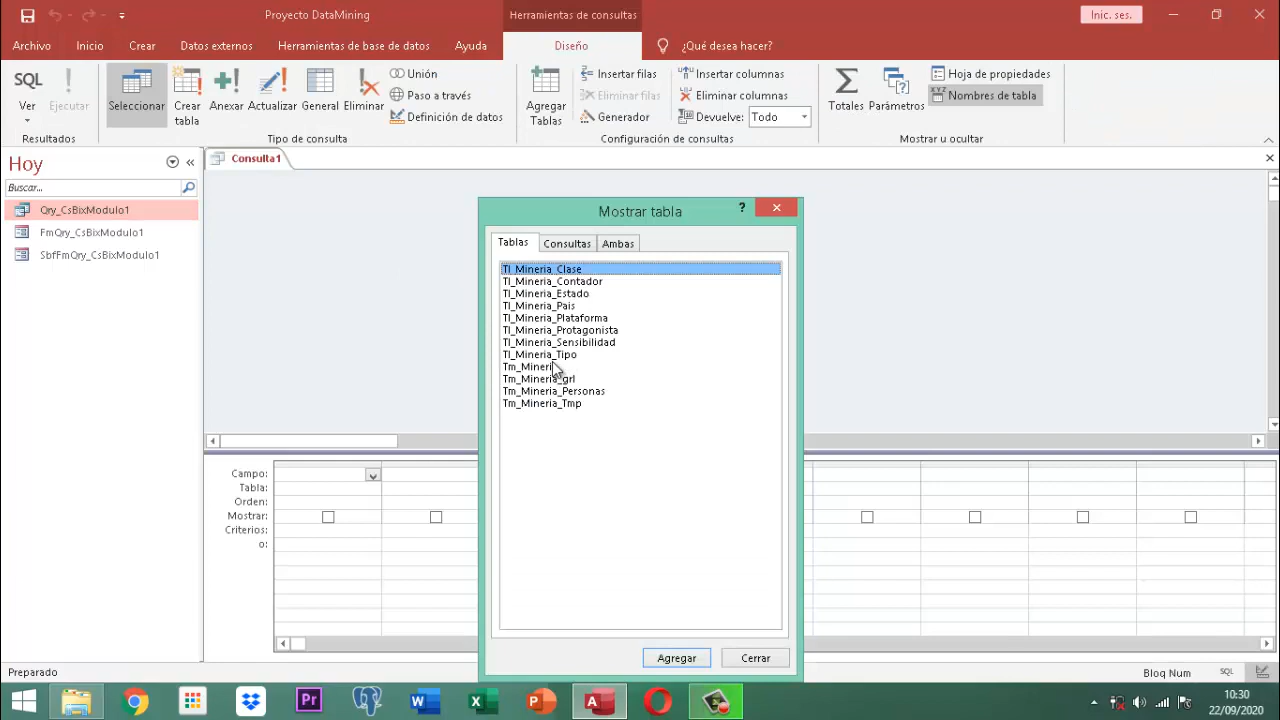 Proyecto DataMining
Herramientas de consultas
Inic. ses.
Archivo Inicio Crear Datos externos Herramientas de base de datos Ayuda Diseño ¿Qué desea hacer?
SQL
Ver
Ejecutar
Resultados
Seleccionar
Crear tabla
Anexar
Actualizar
General
Eliminar
Unión
Paso a través
Definición de datos
Tipo de consulta
Agregar Tablas
Insertar filas
Eliminar filas
Generador
Insertar columnas
Eliminar columnas
Devuelve: Todo
Configuración de consultas
Totales
Parámetros
Hoja de propiedades
XYZ Nombres de tabla
Mostrar u ocultar
Hoy
Buscar...
Qry_CsBixModulo1
FmQry_CsBixModulo1
SbfFmQry_CsBixModulo1
Consulta1
Mostrar tabla
?
Tablas Consultas Ambas
Tl_Mineria_Clase
Tl_Mineria_Contador
Tl_Mineria_Estado
Tl_Mineria_Pais
Tl_Mineria_Plataforma
Tl_Mineria_Protagonista
Tl_Mineria_Sensibilidad
Tl_Mineria_Tipo
Tm_Mineria
Tm_Mineria_grl
Tm_Mineria_Personas
Tm_Mineria_Tmp
Agregar Cerrar
Campo:
Tabla:
Orden:
Mostrar:
Criterios:
o:
Preparado
Bloq Num
SQL
Pr
10:30
22/09/2020